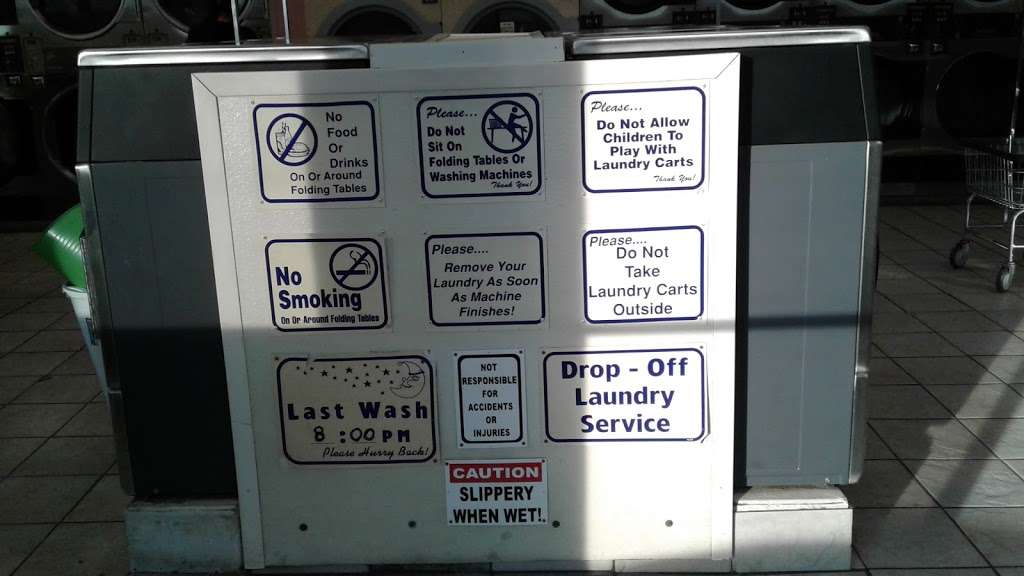 No
Food
Or
Drinks
On Or Around
Folding Tables
Please...
Do Not
Sit On
Folding Tables Or
Washing Machines
Thank You!
Please...
Do Not Allow
Children To
Play With
Laundry Carts
Thank You!
No
Smoking
On Or Around Folding Tables
Please....
Remove Your
Laundry As Soon
As Machine
Finishes!
Please....
Do Not
Take
Laundry Carts
Outside
Last Wash
8:00 PM
Please Hurry Back!
NOT
RESPONSIBLE
FOR
ACCIDENTS
OR
INJURIES
Drop - Off
Laundry
Service
CAUTION
SLIPPERY
WHEN WET!